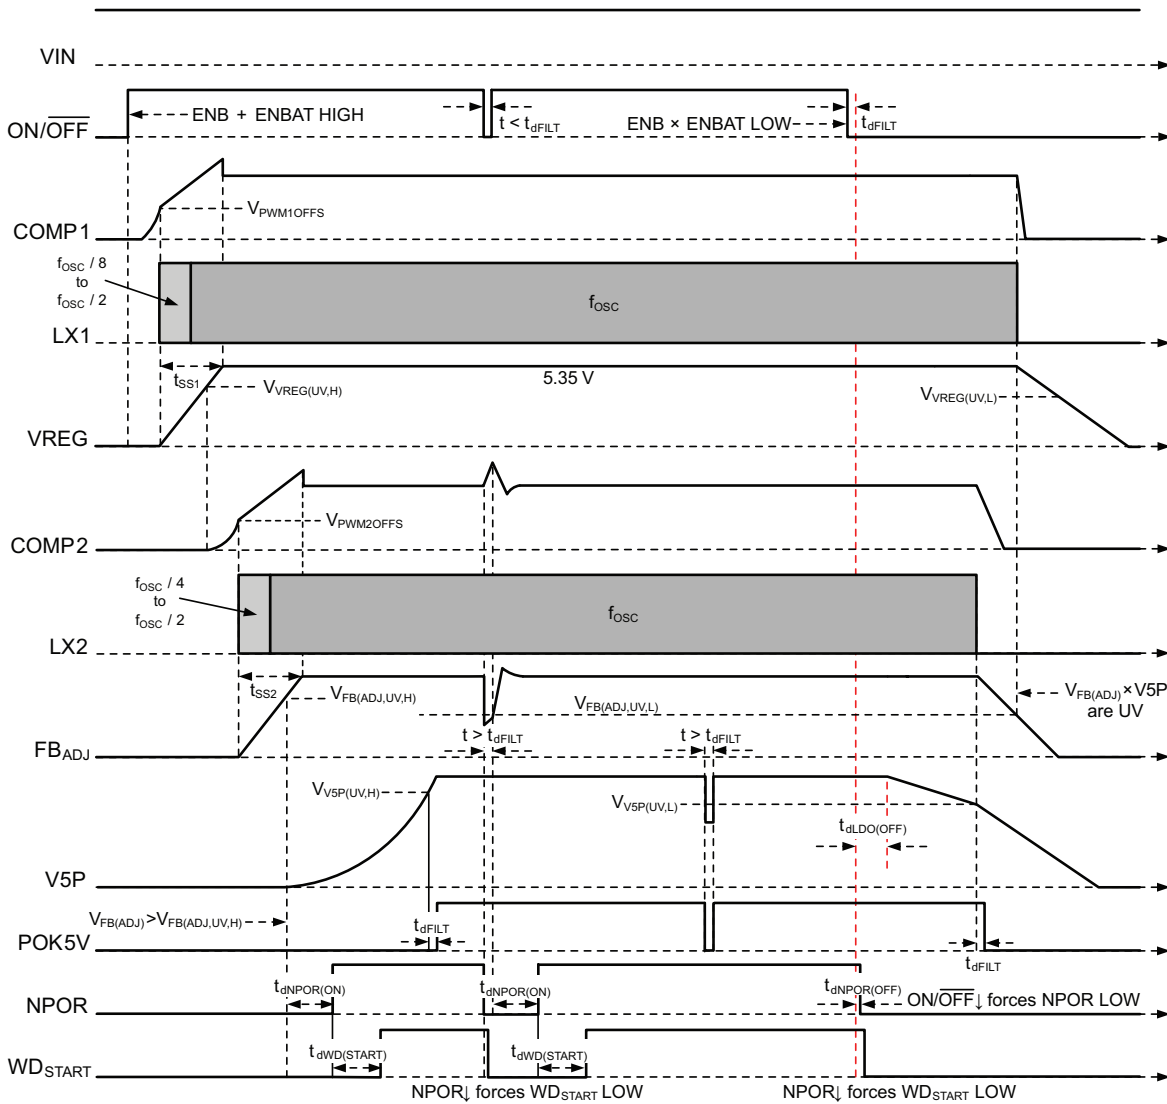 VIN
ON/OFF
ENB + ENBAT HIGH
t < tdFILT
ENB × ENBAT LOW
tdFILT
COMP1
VPWM1OFFS
fOSC / 8
to
fOSC / 2
LX1
fOSC
tSS1
VVREG(UV,H)
5.35 V
VVREG(UV,L)
VREG
COMP2
VPWM2OFFS
fOSC / 4
to
fOSC / 2
LX2
fOSC
tSS2
VFB(ADJ,UV,H)
VFB(ADJ,UV,L)
VFB(ADJ) × V5P
are UV
FBADJ
t > tdFILT
t > tdFILT
VV5P(UV,H)
VV5P(UV,L)
tdLDO(OFF)
V5P
VFB(ADJ)>VFB(ADJ,UV,H)
tdFILT
POK5V
tdFILT
tdNPOR(ON)
tdNPOR(ON)
tdNPOR(OFF)
ON/OFF↓ forces NPOR LOW
NPOR
tdWD(START)
tdWD(START)
WDSTART
NPOR↓ forces WDSTART LOW
NPOR↓ forces WDSTART LOW